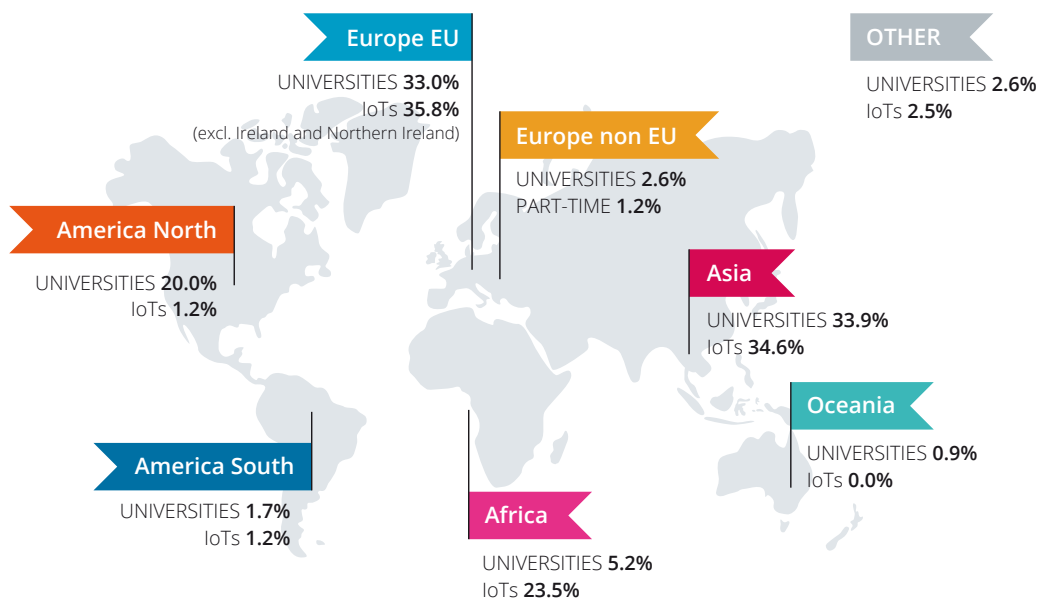 Europe EU
UNIVERSITIES 33.0%
IoTs 35.8%
(excl. Ireland and Northern Ireland)
OTHER
UNIVERSITIES 2.6%
IoTs 2.5%
Europe non EU
UNIVERSITIES 2.6%
PART-TIME 1.2%
America North
UNIVERSITIES 20.0%
IoTs 1.2%
Asia
UNIVERSITIES 33.9%
IoTs 34.6%
Oceania
UNIVERSITIES 0.9%
IoTs 0.0%
America South
UNIVERSITIES 1.7%
IoTs 1.2%
Africa
UNIVERSITIES 5.2%
IoTs 23.5%